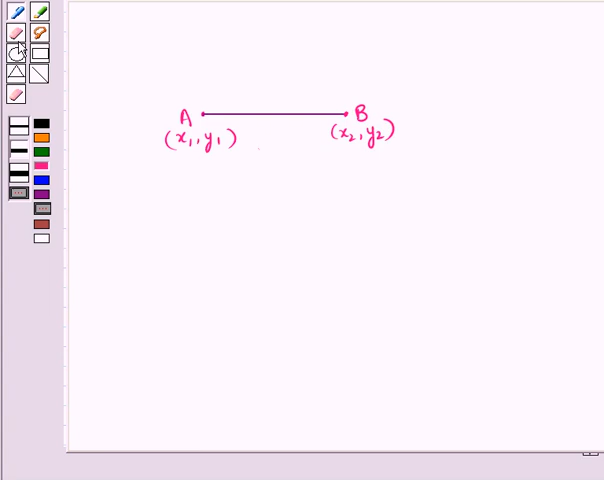 A B
(x₁, y₁) (x₂, y₂)